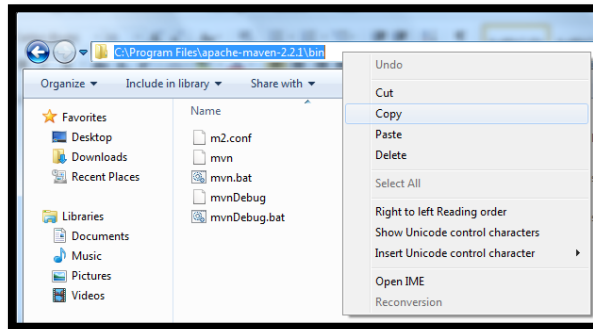 C:\Program Files\apache-maven-2.2.1\bin
Organize
Include in library
Share with
Favorites
Desktop
Downloads
Recent Places
Libraries
Documents
Music
Pictures
Videos
Name
m2.conf
mvn
mvn.bat
mvnDebug
mvnDebug.bat
Undo
Cut
Copy
Paste
Delete
Select All
Right to left Reading order
Show Unicode control characters
Insert Unicode control character
Open IME
Reconversion